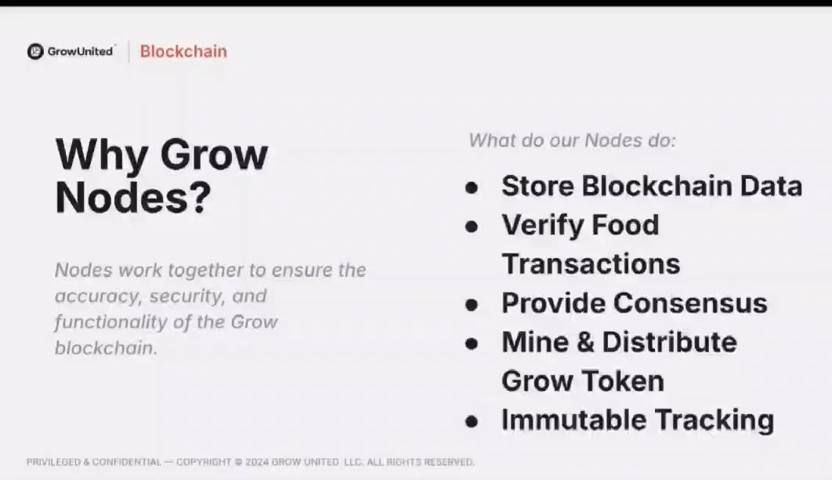 GrowUnited
Blockchain
Why Grow
Nodes?
Nodes work together to ensure the
accuracy, security, and
functionality of the Grow
blockchain.
What do our Nodes do:
● Store Blockchain Data
● Verify Food
Transactions
● Provide Consensus
● Mine & Distribute
Grow Token
● Immutable Tracking
PRIVILEGED & CONFIDENTIAL — COPYRIGHT © 2024 GROW UNITED LLC. ALL RIGHTS RESERVED.